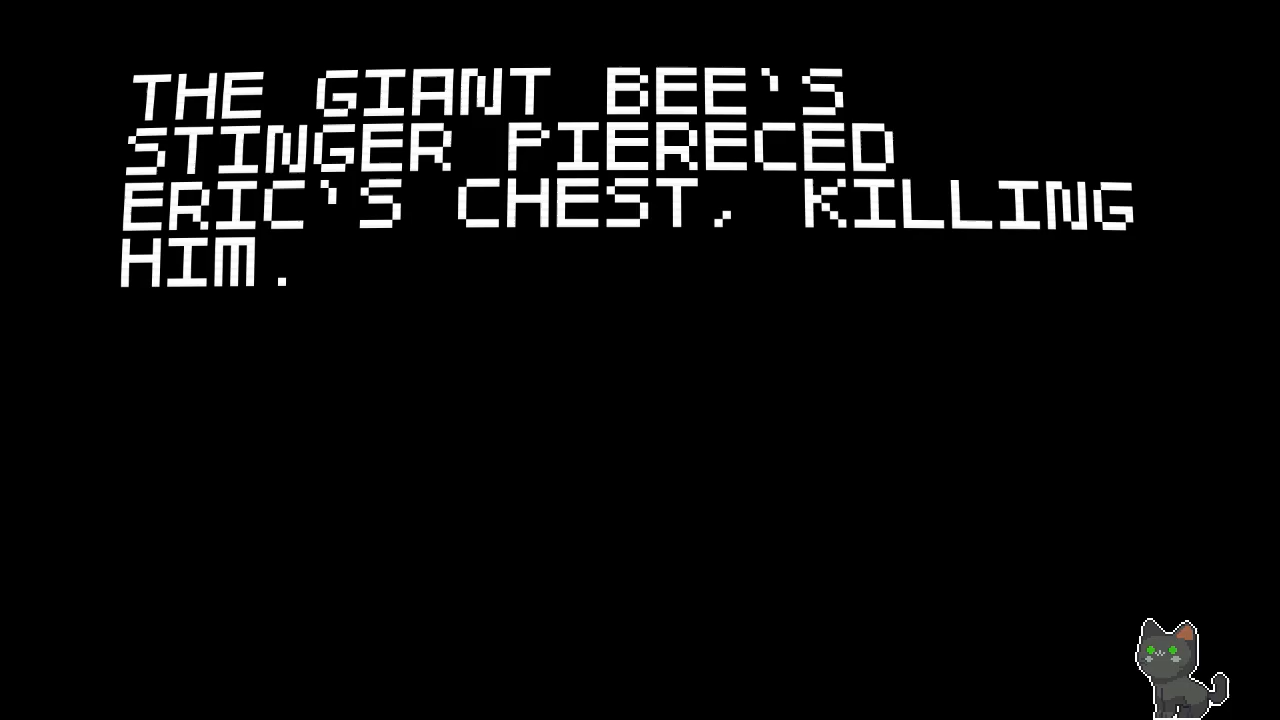 THE GIANT BEE'S
STINGER PIERECED
ERIC'S CHEST, KILLING
HIM.